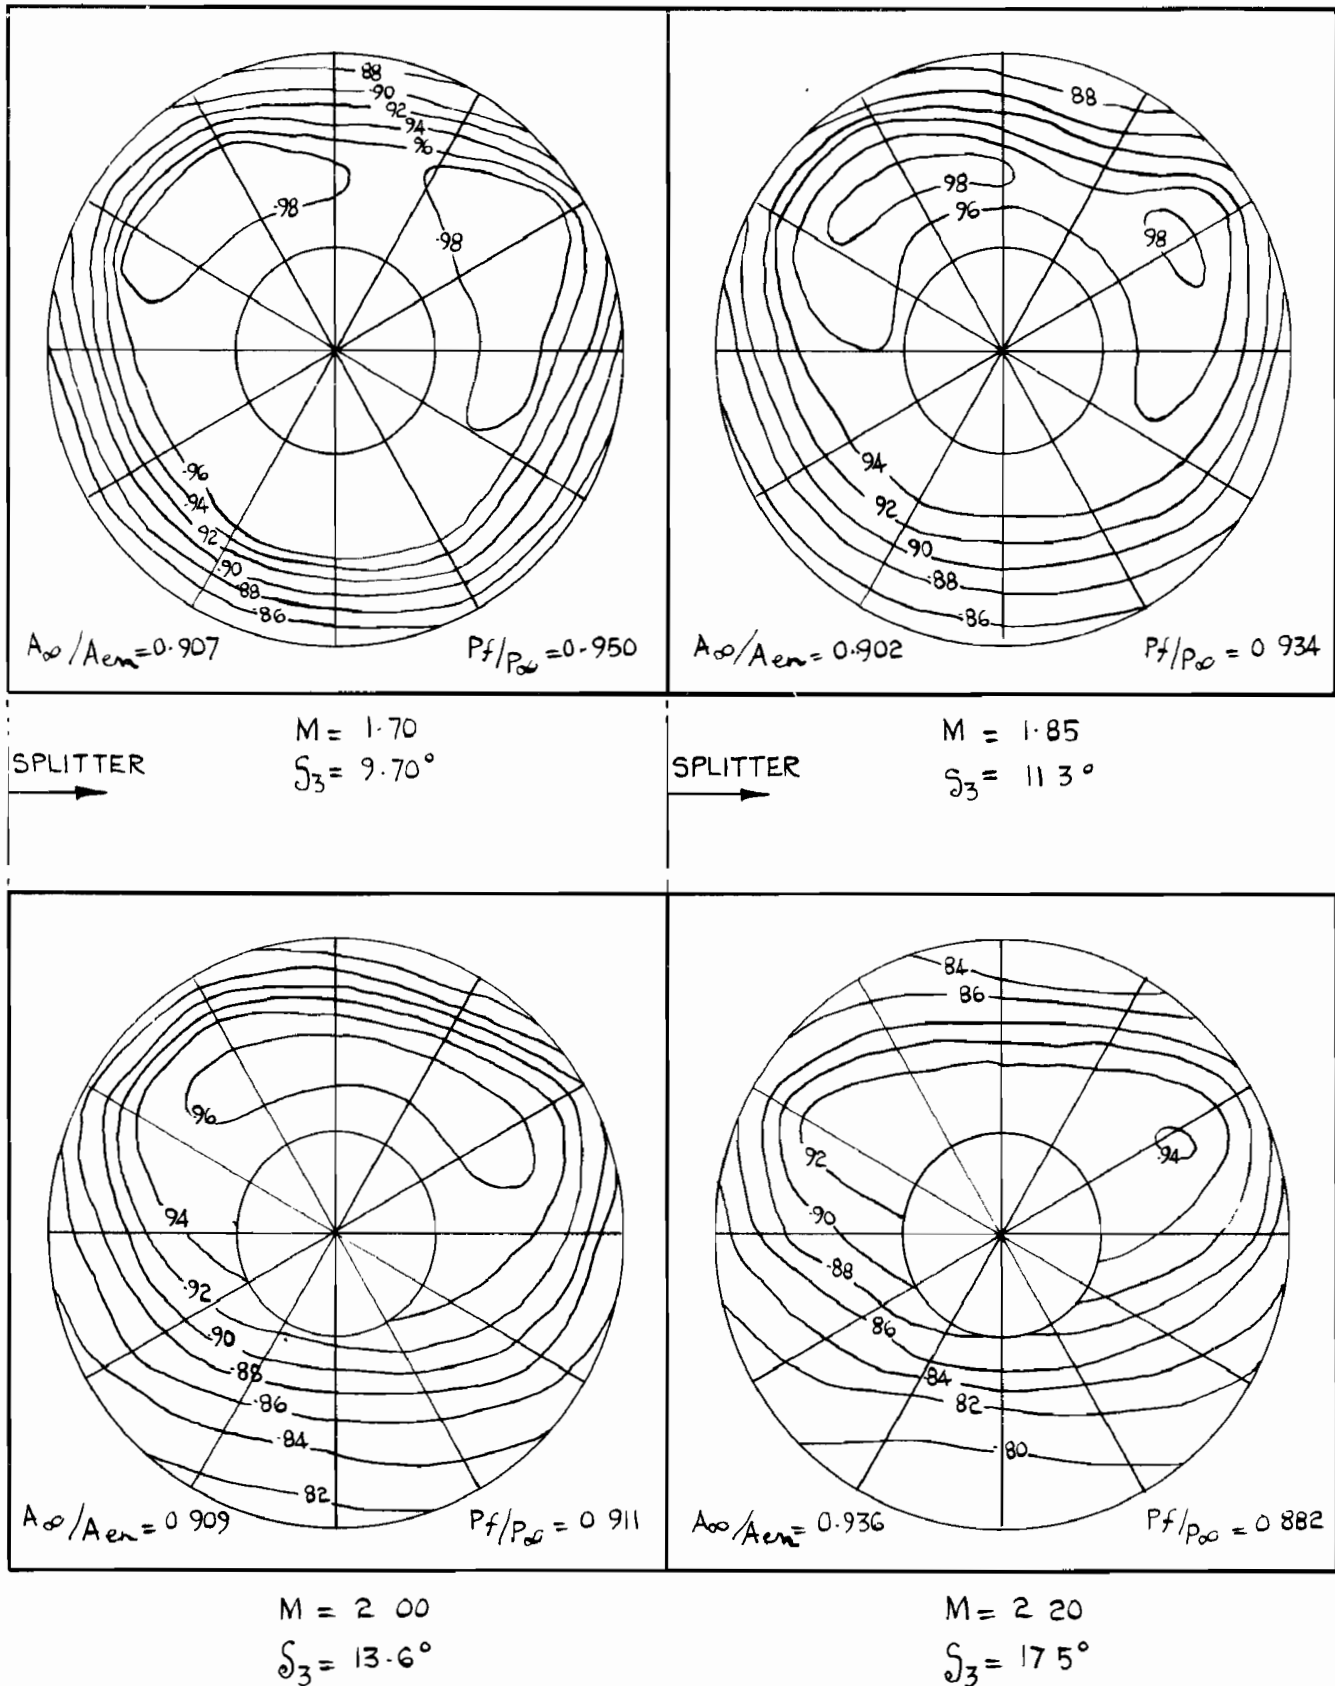 88
·90
92
94
96
·98
·98
·96
·94
92
·90
·88
·86
A∞/Aen=0·907
Pf/P∞=0·950
88
98
96
98
94
92
·90
·88
·86
A∞/Aen=0·902
Pf/P∞=0 934
M = 1·70
δ3= 9·70°
SPLITTER
M = 1·85
δ3= 11 3°
SPLITTER
·96
94
·92
·90
·88
·86
·84
82
A∞/Aen=0 909
Pf/P∞=0 911
84
86
92
·94
·90
·88
86
·84
82
·80
A∞/Aen=0.936
Pf/P∞=0 882
M = 2 00
δ3= 13·6°
M = 2 20
δ3= 17 5°